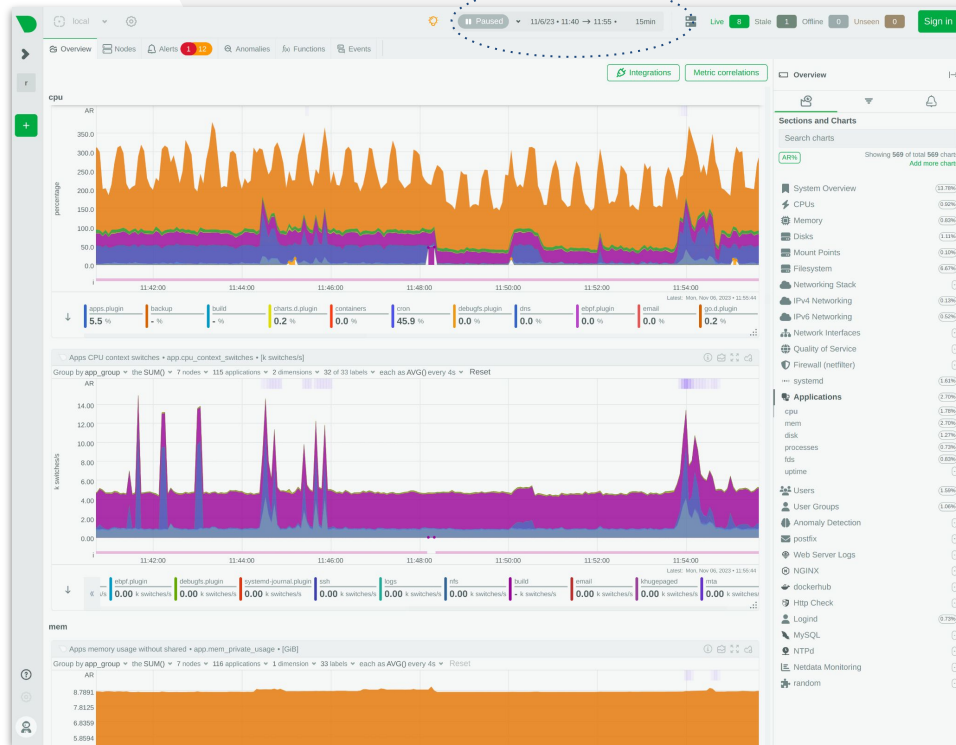 local
Paused
11/6/23 • 11:40 → 11:55 •
15min
Live 8 Stale 1 Offline 0 Unseen 0
Sign in
Overview
Nodes
Alerts 1 12
Anomalies
Functions
Events
Integrations
Metric correlations
cpu
AR
350.0
300.0
250.0
200.0
150.0
100.0
50.0
0.0
percentage
11:42:00 11:44:00 11:46:00 11:48:00 11:50:00 11:52:00 11:54:00
Latest: Mon, Nov 06, 2023 • 11:55:44
apps.plugin backup build charts.d.plugin containers cron debugfs.plugin dns ebpf.plugin email go.d.plugin
5.5 % - % - % 0.2 % 0.0 % 45.9 % 0.0 % 0.0 % 0.0 % 0.0 % 0.2 %
Apps CPU context switches • app.cpu_context_switches • [k switches/s]
Group by app_group the SUM() 7 nodes 115 applications 2 dimensions 32 of 33 labels each as AVG() every 4s Reset
AR
14.00
12.00
10.00
8.00
6.00
4.00
2.00
0.00
k switches/s
11:42:00 11:44:00 11:46:00 11:48:00 11:50:00 11:52:00 11:54:00
Latest: Mon, Nov 06, 2023 • 11:55:44
ebpf.plugin debugfs.plugin systemd-journal.plugin ssh logs nfs build email khugepaged mta
0.00 k switches/s 0.00 k switches/s 0.00 k switches/s 0.00 k switches/s 0.00 k switches/s 0.00 k switches/s - k switches/s 0.00 k switches/s 0.00 k switches/s 0.00 k switches
mem
Apps memory usage without shared • app.mem_private_usage • [GiB]
Group by app_group the SUM() 7 nodes 116 applications 1 dimension 33 labels each as AVG() every 4s Reset
AR
8.7891
7.8125
6.8359
5.8594
Overview
Sections and Charts
Search charts
AR%
Showing 569 of total 569 charts
Add more charts
System Overview
CPUs 0.92%
Memory 0.83%
Disks 1.11%
Mount Points 0.10%
Filesystem 6.67%
Networking Stack
IPv4 Networking 0.13%
IPv6 Networking 0.52%
Network Interfaces
Quality of Service
Firewall (netfilter)
systemd 1.61%
Applications 2.70%
cpu 1.79%
mem 2.70%
disk 1.27%
processes 0.73%
fds 0.83%
uptime
Users 1.59%
User Groups 1.06%
Anomaly Detection
postfix
Web Server Logs
NGINX
dockerhub
Http Check
Logind 0.73%
MySQL
NTPd
Netdata Monitoring
random